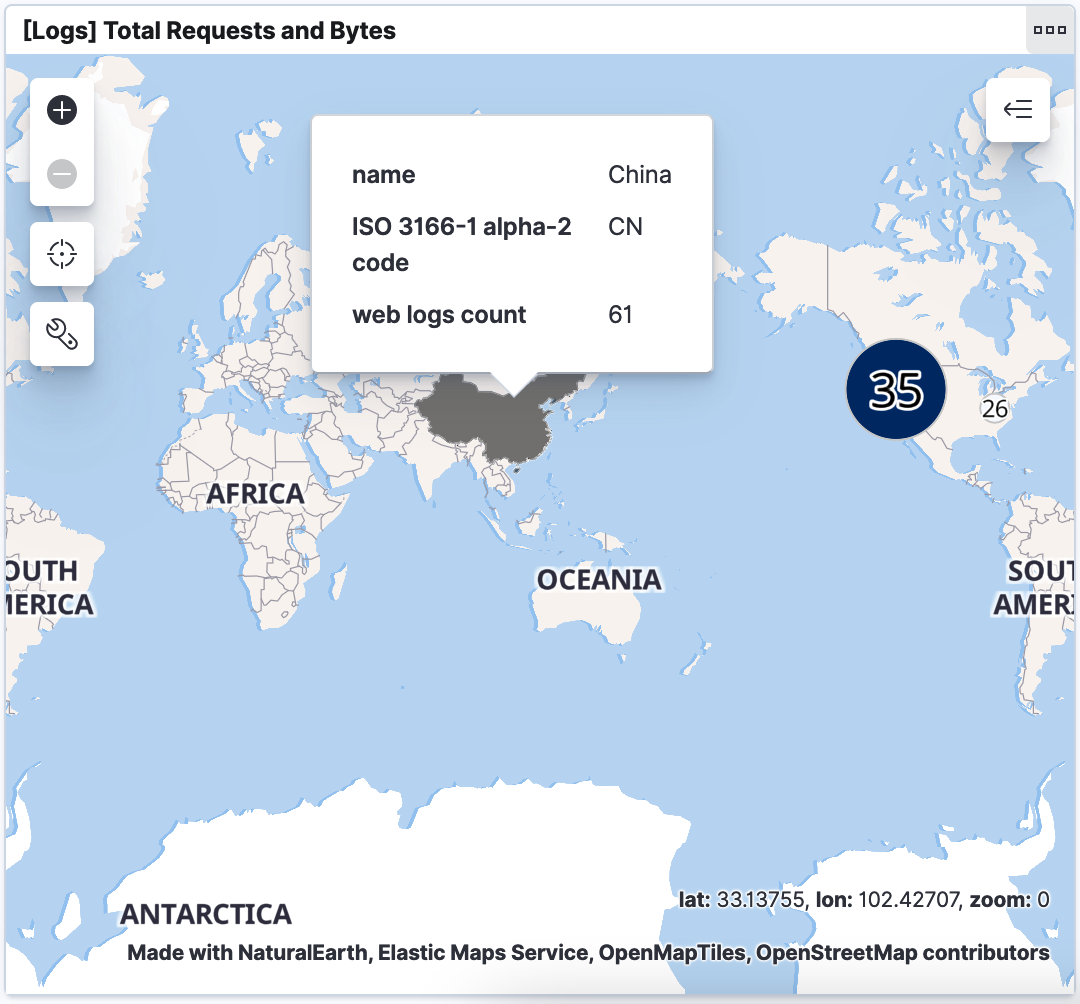 [Logs] Total Requests and Bytes
name China
ISO 3166-1 alpha-2 CN
code
web logs count 61
35
26
AFRICA
OUTH
MERICA
OCEANIA
SOUT
AMERI
ANTARCTICA
lat: 33.13755, lon: 102.42707, zoom: 0
Made with NaturalEarth, Elastic Maps Service, OpenMapTiles, OpenStreetMap contributors